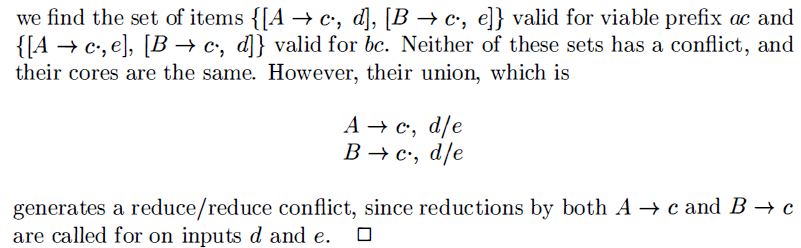 we find the set of items {[A → c·, d], [B → c·, e]} valid for viable prefix ac and
{[A → c·, e], [B → c·, d]} valid for bc. Neither of these sets has a conflict, and
their cores are the same. However, their union, which is
A → c·, d/e
B → c·, d/e
generates a reduce/reduce conflict, since reductions by both A → c and B → c
are called for on inputs d and e. □